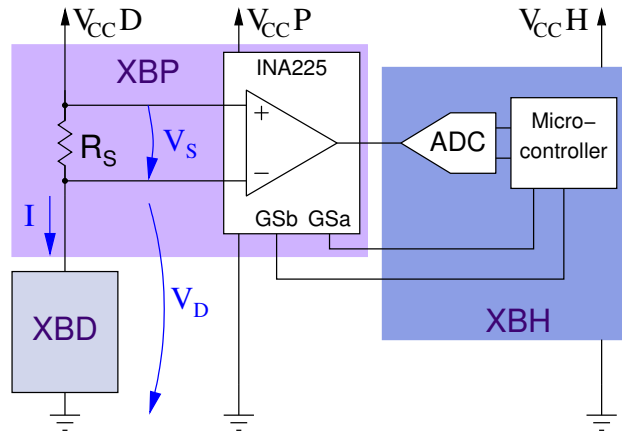 V_CC D
V_CC P
V_CC H
XBP
INA225
+
R_S
V_S
ADC
Micro−
controller
−
I
GSb GSa
V_D
XBD
XBH